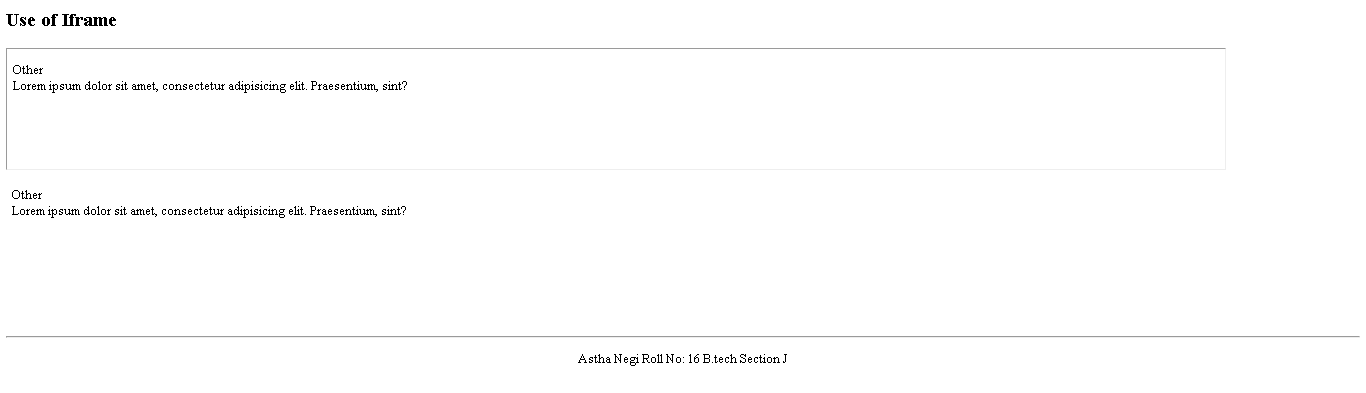 Use of Iframe
Other
Lorem ipsum dolor sit amet, consectetur adipisicing elit. Praesentium, sint?
Other
Lorem ipsum dolor sit amet, consectetur adipisicing elit. Praesentium, sint?
Astha Negi Roll No: 16 B.tech Section J